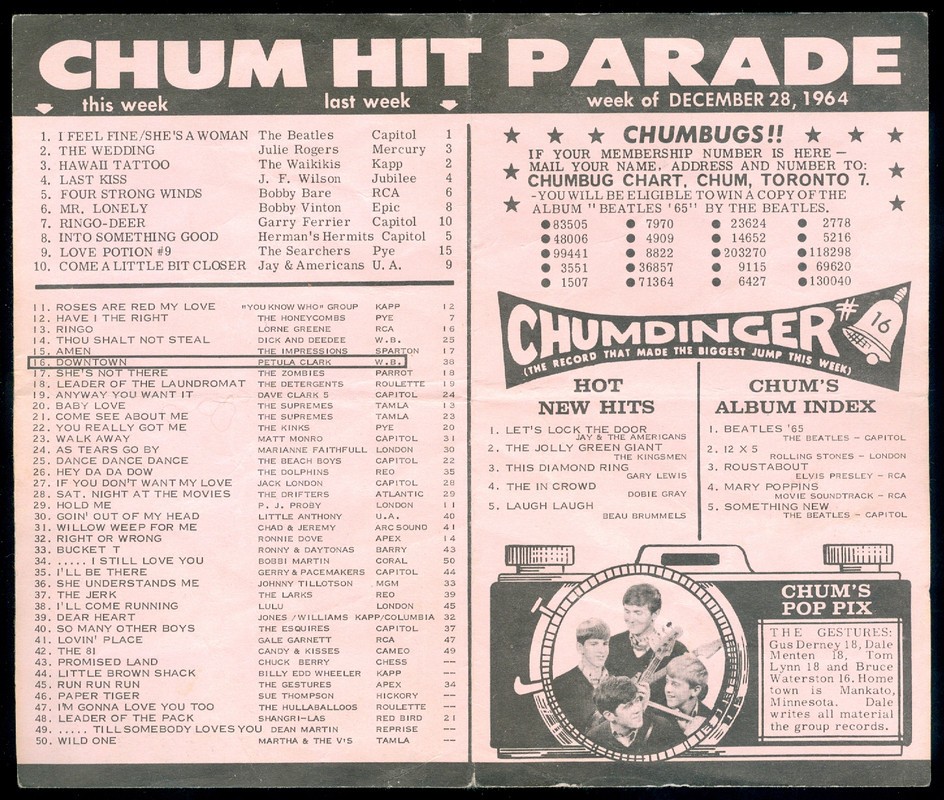 CHUM HIT PARADE
this week last week week of DECEMBER 28, 1964
1. I FEEL FINE/SHE'S A WOMAN The Beatles Capitol 1
2. THE WEDDING Julie Rogers Mercury 3
3. HAWAII TATTOO The Waikikis Kapp 2
4. LAST KISS J. F. Wilson Jubilee 4
5. FOUR STRONG WINDS Bobby Bare RCA 6
6. MR. LONELY Bobby Vinton Epic 8
7. RINGO-DEER Garry Ferrier Capitol 10
8. INTO SOMETHING GOOD Herman's Hermits Capitol 5
9. LOVE POTION #9 The Searchers Pye 15
10. COME A LITTLE BIT CLOSER Jay & Americans U.A. 9
11. ROSES ARE RED MY LOVE "YOU KNOW WHO" GROUP KAPP 12
12. HAVE I THE RIGHT THE HONEYCOMBS PYE 7
13. RINGO LORNE GREENE RCA 16
14. THOU SHALT NOT STEAL DICK AND DEEDEE W.B. 25
15. AMEN THE IMPRESSIONS SPARTON 17
16. DOWNTOWN PETULA CLARK W.B. 38
17. SHE'S NOT THERE THE ZOMBIES PARROT 18
18. LEADER OF THE LAUNDROMAT THE DETERGENTS ROULETTE 19
19. ANYWAY YOU WANT IT DAVE CLARK 5 CAPITOL 24
20. BABY LOVE THE SUPREMES TAMLA 13
21. COME SEE ABOUT ME THE SUPREMES TAMLA 23
22. YOU REALLY GOT ME THE KINKS PYE 20
23. WALK AWAY MATT MONRO CAPITOL 31
24. AS TEARS GO BY MARIANNE FAITHFULL LONDON 30
25. DANCE DANCE DANCE THE BEACH BOYS CAPITOL 22
26. HEY DA DA DOW THE DOLPHINS REO 35
27. IF YOU DON'T WANT MY LOVE JACK LONDON CAPITOL 28
28. SAT. NIGHT AT THE MOVIES THE DRIFTERS ATLANTIC 29
29. HOLD ME P. J. PROBY LONDON 11
30. GOIN' OUT OF MY HEAD LITTLE ANTHONY U.A. 40
31. WILLOW WEEP FOR ME CHAD & JEREMY ARC SOUND 41
32. RIGHT OR WRONG RONNIE DOVE APEX 14
33. BUCKET T RONNY & DAYTONAS BARRY 43
34. ..... I STILL LOVE YOU BOBBI MARTIN CORAL 50
35. I'LL BE THERE GERRY & PACEMAKERS CAPITOL 44
36. SHE UNDERSTANDS ME JOHNNY TILLOTSON MGM 33
37. THE JERK THE LARKS REO 39
38. I'LL COME RUNNING LULU LONDON 45
39. DEAR HEART JONES / WILLIAMS KAPP/COLUMBIA 32
40. SO MANY OTHER BOYS THE ESQUIRES CAPITOL 37
41. LOVIN' PLACE GALE GARNETT RCA 47
42. THE 81 CANDY & KISSES CAMEO 49
43. PROMISED LAND CHUCK BERRY CHESS --
44. LITTLE BROWN SHACK BILLY EDD WHEELER KAPP --
45. RUN RUN RUN THE GESTURES APEX 34
46. PAPER TIGER SUE THOMPSON HICKORY --
47. I'M GONNA LOVE YOU TOO THE HULLABALLOOS ROULETTE --
48. LEADER OF THE PACK SHANGRI-LAS RED BIRD 21
49. ..... TILL SOMEBODY LOVES YOU DEAN MARTIN REPRISE --
50. WILD ONE MARTHA & THE V'S TAMLA --
CHUMBUGS!!
IF YOUR MEMBERSHIP NUMBER IS HERE —
MAIL YOUR NAME, ADDRESS AND NUMBER TO:
CHUMBUG CHART, CHUM, TORONTO 7.
-YOU WILL BE ELIGIBLE TO WIN A COPY OF THE
ALBUM "BEATLES '65" BY THE BEATLES.
83505 7970 23624 2778
48006 4909 14652 5216
99441 8822 203270 118298
3551 36857 9115 69620
1507 71364 6427 130040
CHUMDINGER # 16
(THE RECORD THAT MADE THE BIGGEST JUMP THIS WEEK)
HOT
NEW HITS
1. LET'S LOCK THE DOOR
JAY & THE AMERICANS
2. THE JOLLY GREEN GIANT
THE KINGSMEN
3. THIS DIAMOND RING
GARY LEWIS
4. THE IN CROWD
DOBIE GRAY
5. LAUGH LAUGH
BEAU BRUMMELS
CHUM'S
ALBUM INDEX
1. BEATLES '65
THE BEATLES – CAPITOL
2. 12 X 5
ROLLING STONES – LONDON
3. ROUSTABOUT
ELVIS PRESLEY – RCA
4. MARY POPPINS
MOVIE SOUNDTRACK – RCA
5. SOMETHING NEW
THE BEATLES – CAPITOL
CHUM'S
POP PIX
THE GESTURES:
Gus Derney 18, Dale
Menten 18, Tom
Lynn 18 and Bruce
Waterston 16. Home
town is Mankato,
Minnesota. Dale
writes all material
the group records.